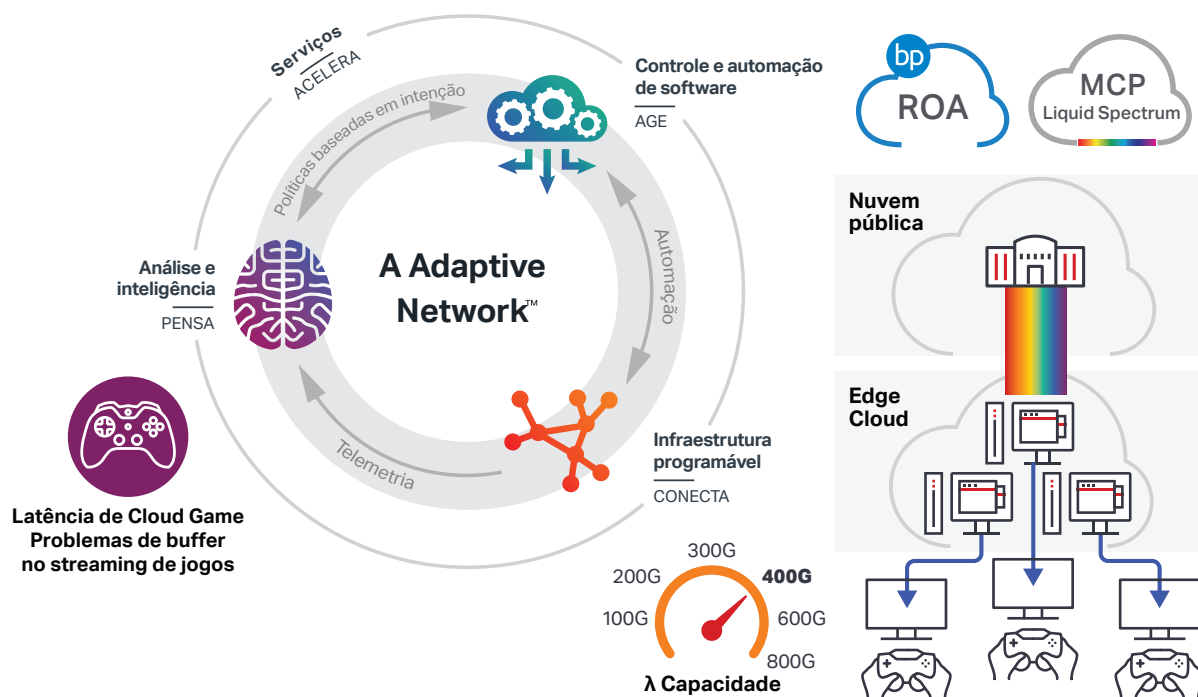 Serviços
ACELERA
Políticas baseadas em intenção
Controle e automação
de software
AGE
Automação
Análise e
inteligência
PENSA
A Adaptive
Network™
Telemetria
Infraestrutura
programável
CONECTA
Latência de Cloud Game
Problemas de buffer
no streaming de jogos
100G
200G
300G
400G
600G
800G
λ Capacidade
bp
ROA
MCP
Liquid Spectrum
Nuvem
pública
Edge
Cloud